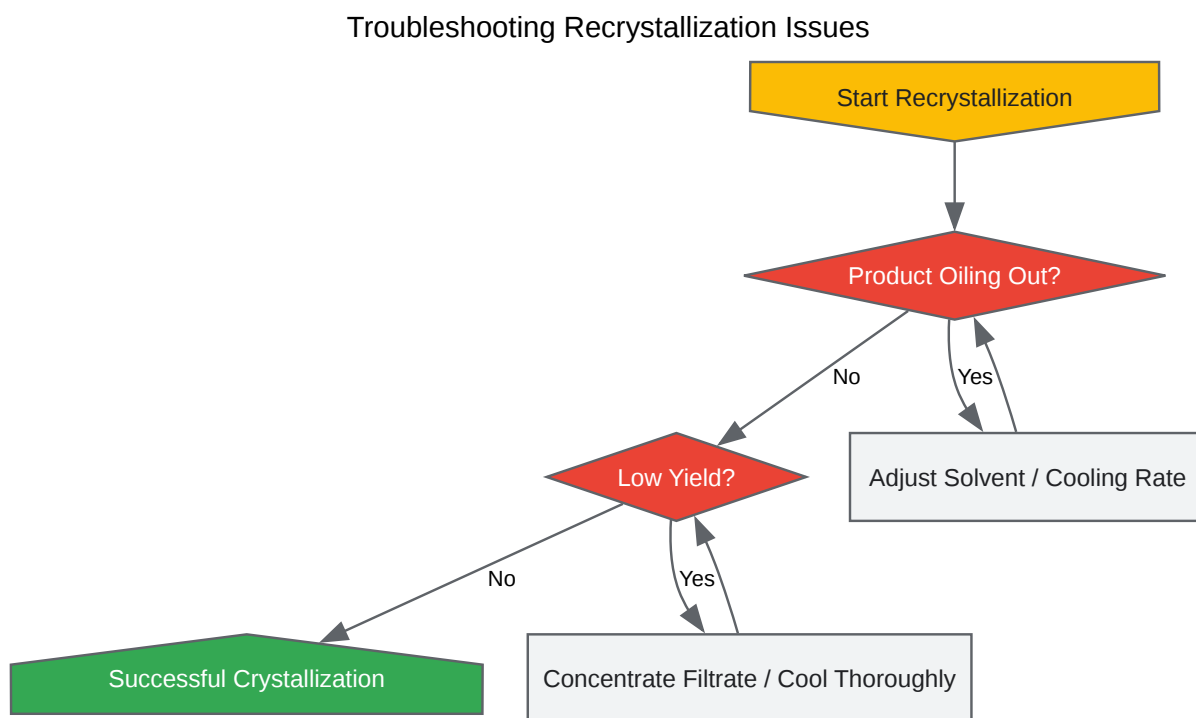 Troubleshooting Recrystallization Issues
Start Recrystallization
Product Oiling Out?
No
Yes
Low Yield?
Adjust Solvent / Cooling Rate
No
Yes
Successful Crystallization
Concentrate Filtrate / Cool Thoroughly